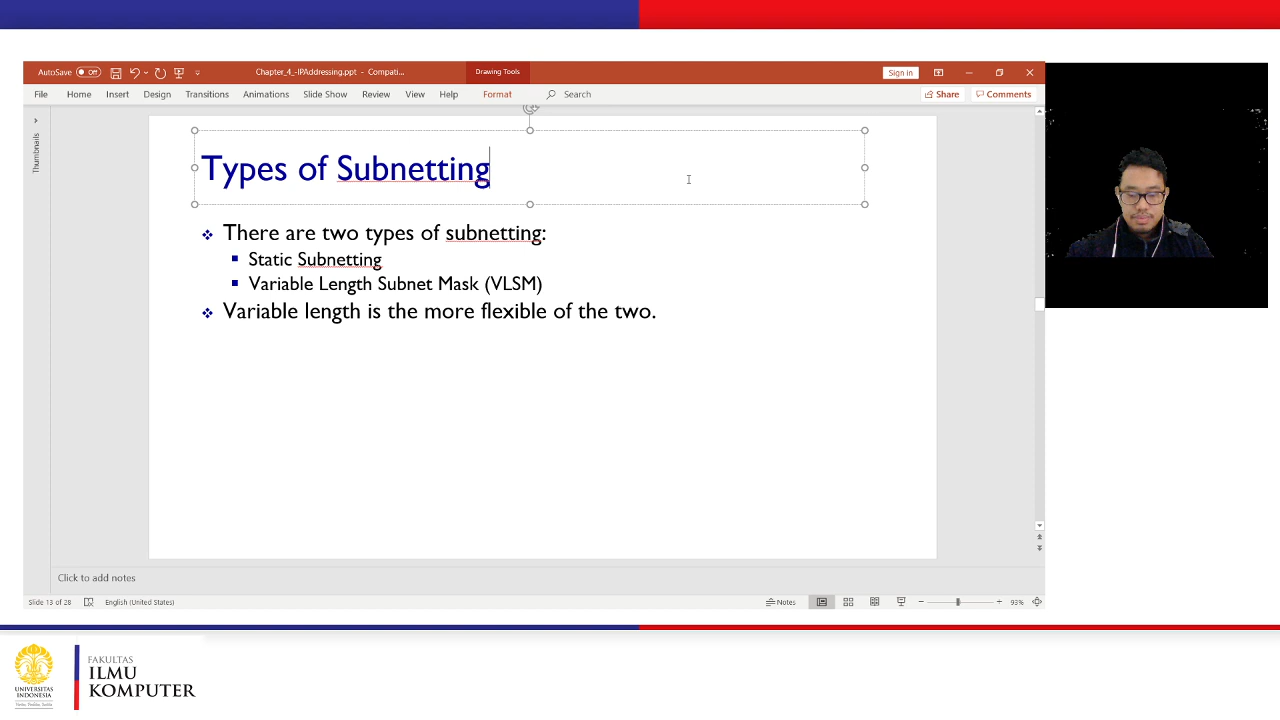 AutoSave Off Chapter_4_-IPAddressing.ppt - Compati... Drawing Tools Sign in
File Home Insert Design Transitions Animations Slide Show Review View Help Format Search Share Comments
Thumbnails
Types of Subnetting
There are two types of subnetting:
Static Subnetting
Variable Length Subnet Mask (VLSM)
Variable length is the more flexible of the two.
Click to add notes
Slide 13 of 28 English (United States) Notes 93%
UNIVERSITAS
INDONESIA
FAKULTAS
ILMU
KOMPUTER